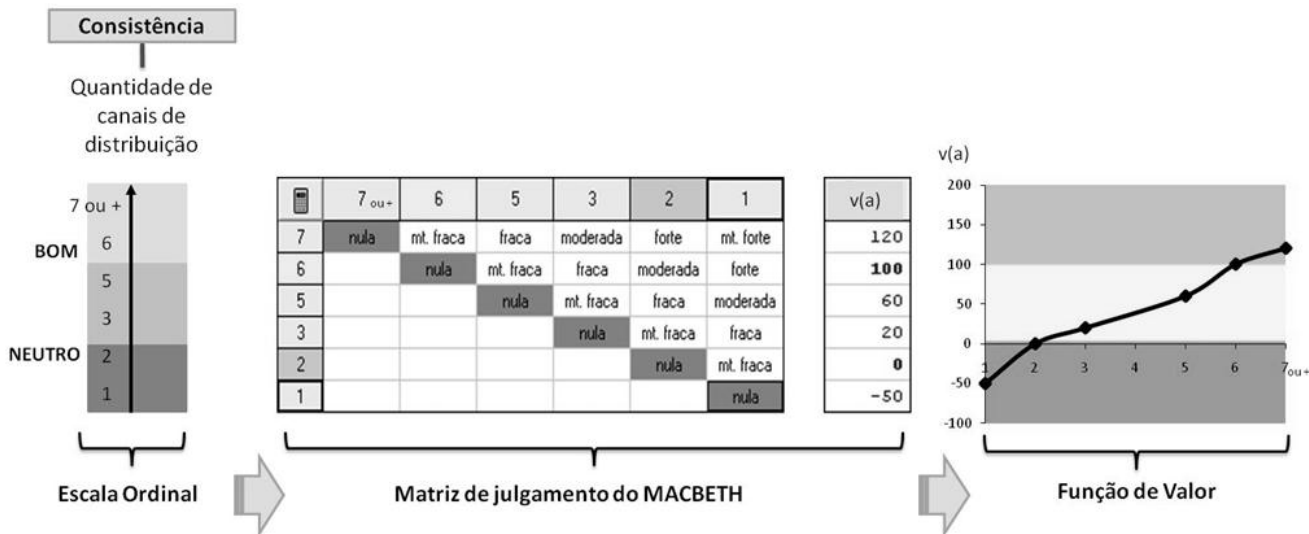 Consistência
Quantidade de
canais de
distribuição
7 ou +
BOM
6
5
3
NEUTRO
2
1
Escala Ordinal
7 ou + 6 5 3 2 1
7 nula mt. fraca fraca moderada forte mt. forte
6 nula mt. fraca fraca moderada forte
5 nula mt. fraca fraca moderada
3 nula mt. fraca fraca
2 nula mt. fraca
1 nula
v(a)
120
100
60
20
0
-50
Matriz de julgamento do MACBETH
v(a)
200
150
100
50
0
-50
-100
1 2 3 4 5 6 7 ou +
Função de Valor